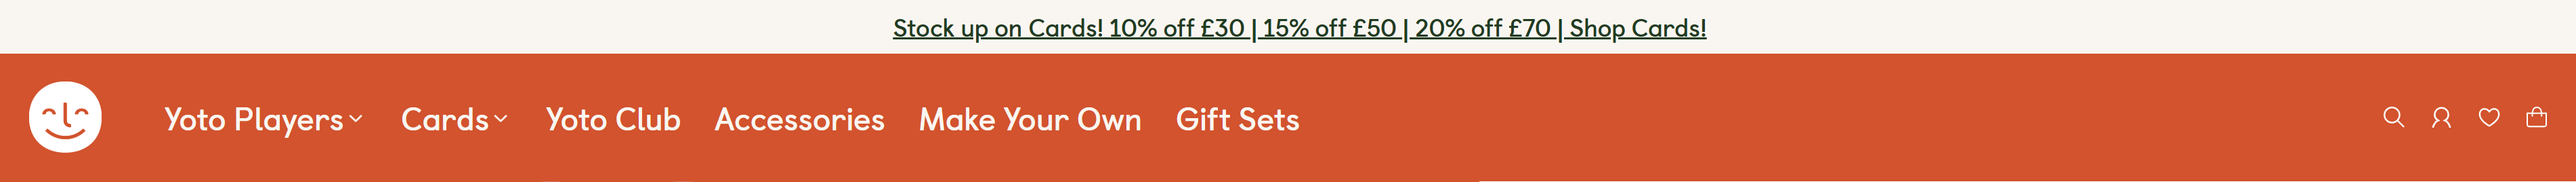 Stock up on Cards! 10% off £30 | 15% off £50 | 20% off £70 | Shop Cards!
Yoto Players Cards Yoto Club Accessories Make Your Own Gift Sets